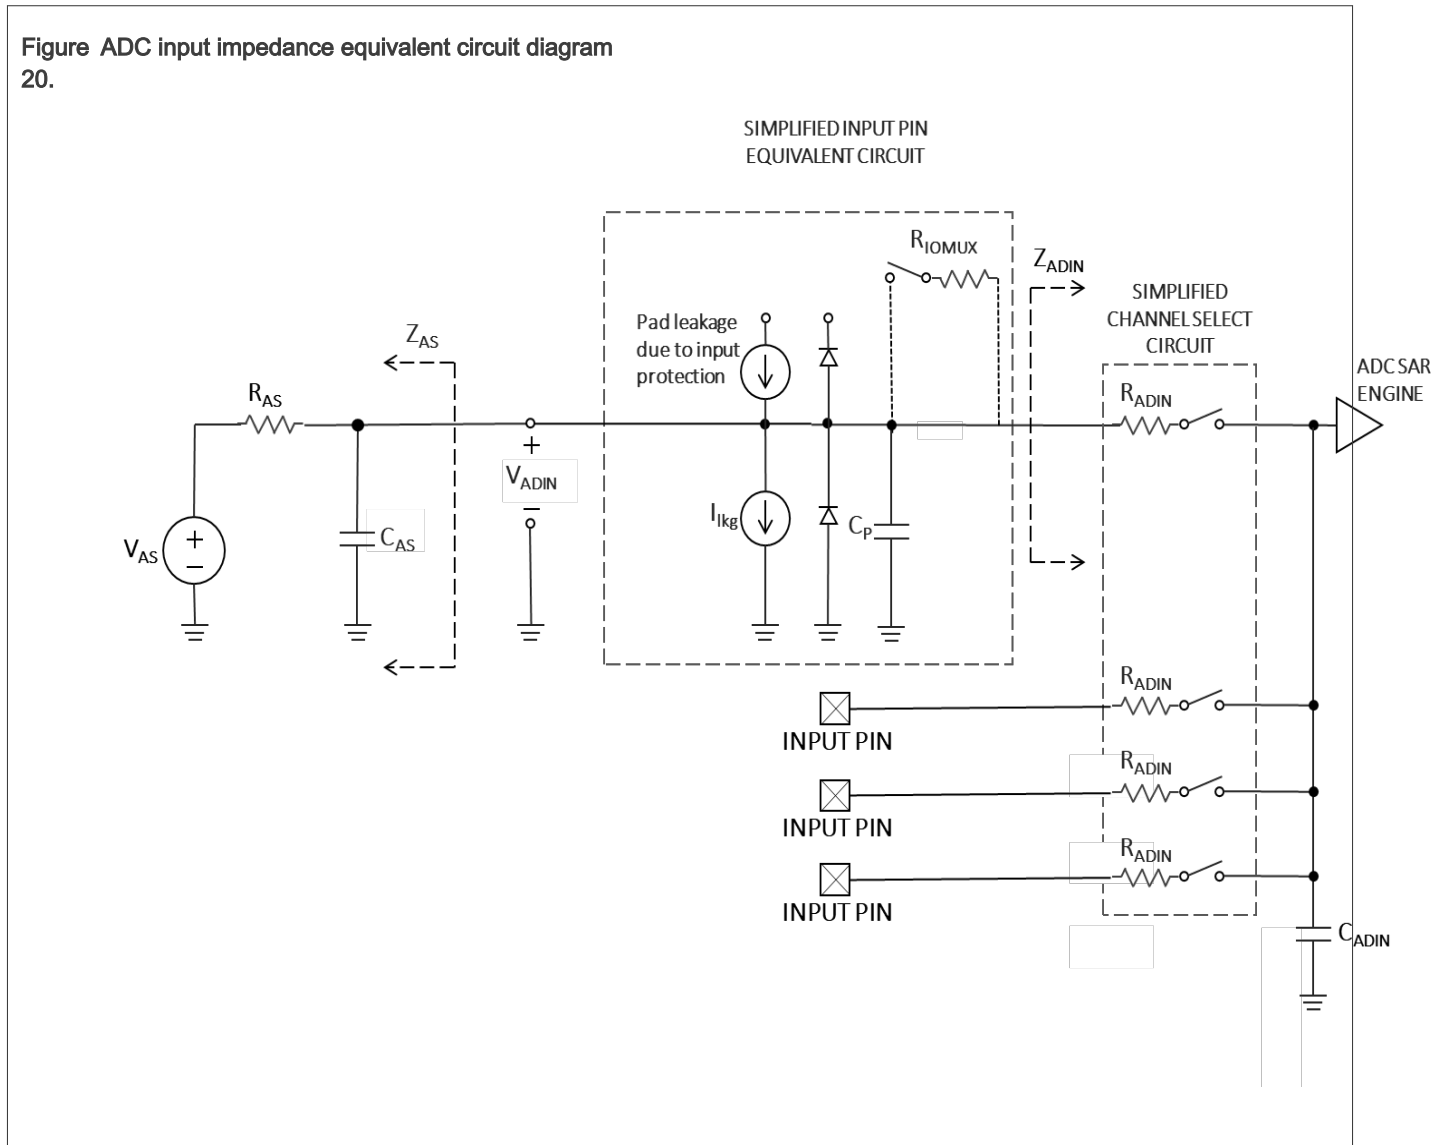 Figure ADC input impedance equivalent circuit diagram
20.
SIMPLIFIED INPUT PIN
EQUIVALENT CIRCUIT
RIOMUX
ZADIN
SIMPLIFIED
CHANNEL SELECT
CIRCUIT
Pad leakage
due to input
protection
ZAS
ADC SAR
ENGINE
RAS
RADIN
+
VADIN
−
Ilkg
CP
CAS
VAS
+
−
RADIN
INPUT PIN
RADIN
INPUT PIN
RADIN
INPUT PIN
CADIN